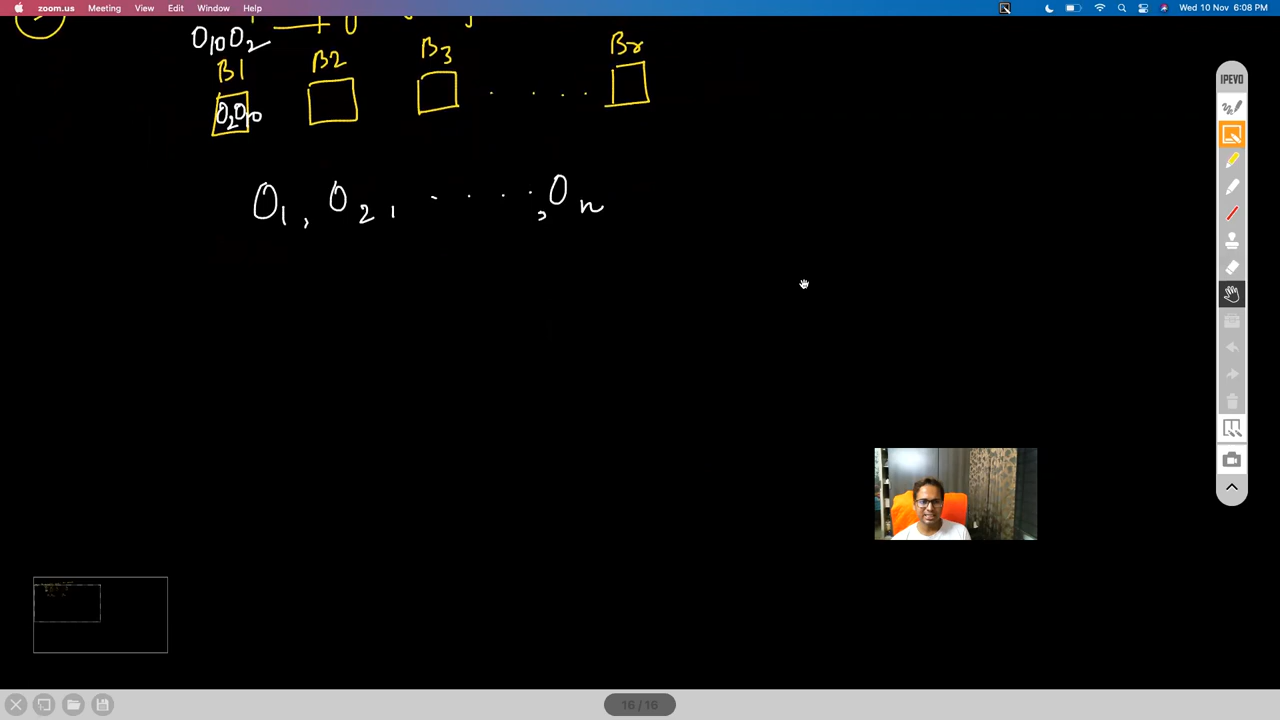 zoom.us Meeting View Edit Window Help Wed 10 Nov 6:08 PM
IPEVO
O10O2
B1 B2 B3 . . . . Br
O2O10
O1, O2, . . . . , On
16 / 16